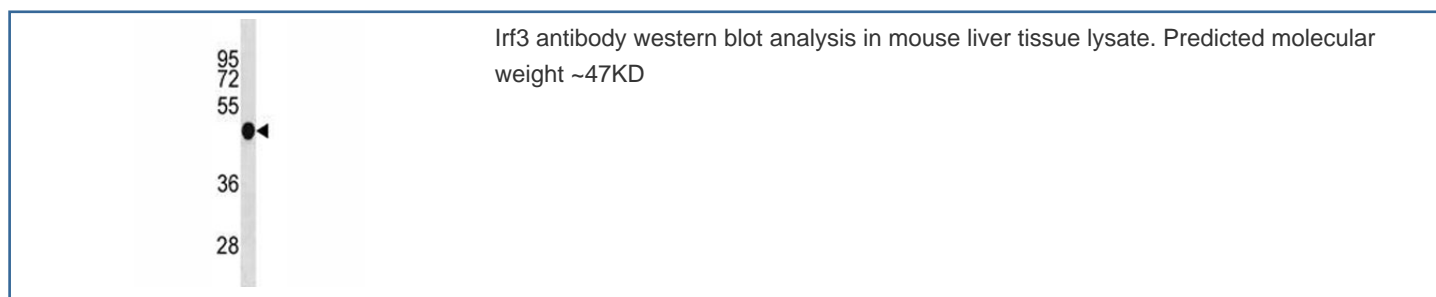 Irf3 antibody western blot analysis in mouse liver tissue lysate. Predicted molecular
weight ~47KD
95
72
55
36
28